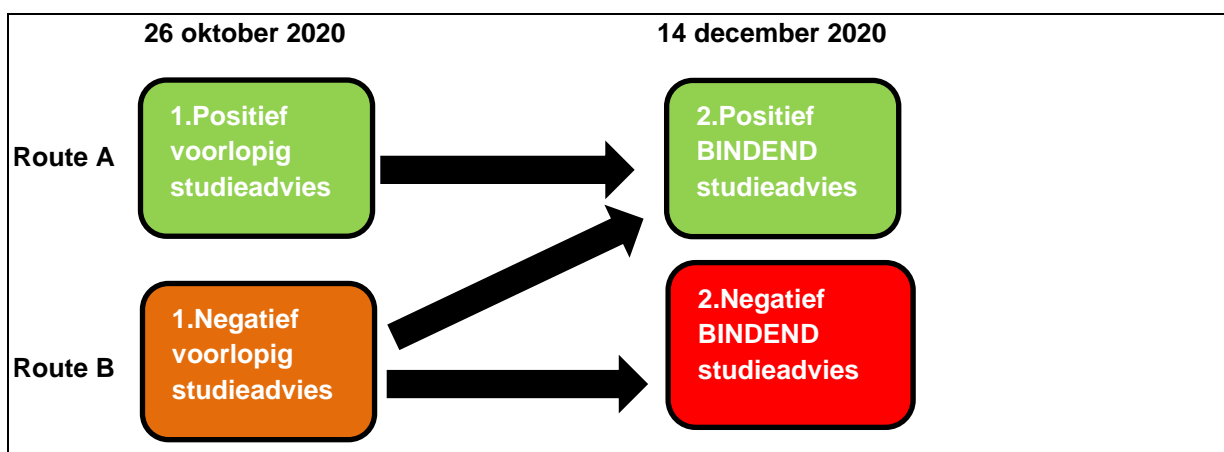 26 oktober 2020
14 december 2020
Route A
1.Positief
voorlopig
studieadvies
2.Positief
BINDEND
studieadvies
Route B
1.Negatief
voorlopig
studieadvies
2.Negatief
BINDEND
studieadvies